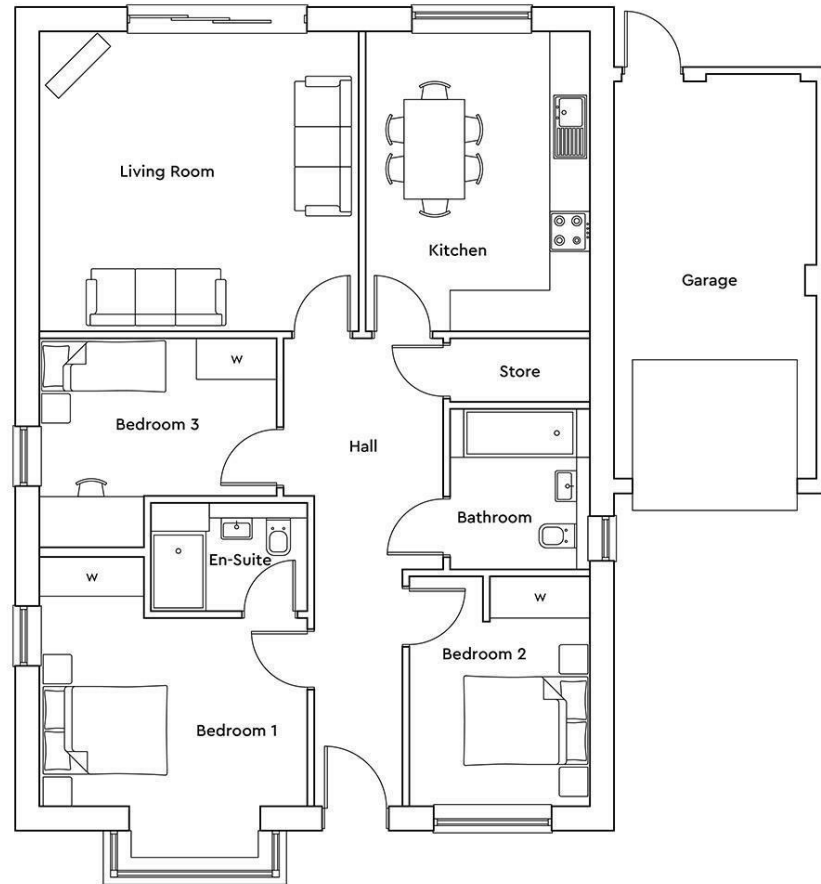 Living Room
Kitchen
Garage
Store
W
Bedroom 3
Hall
Bathroom
En-Suite
W
W
Bedroom 2
Bedroom 1